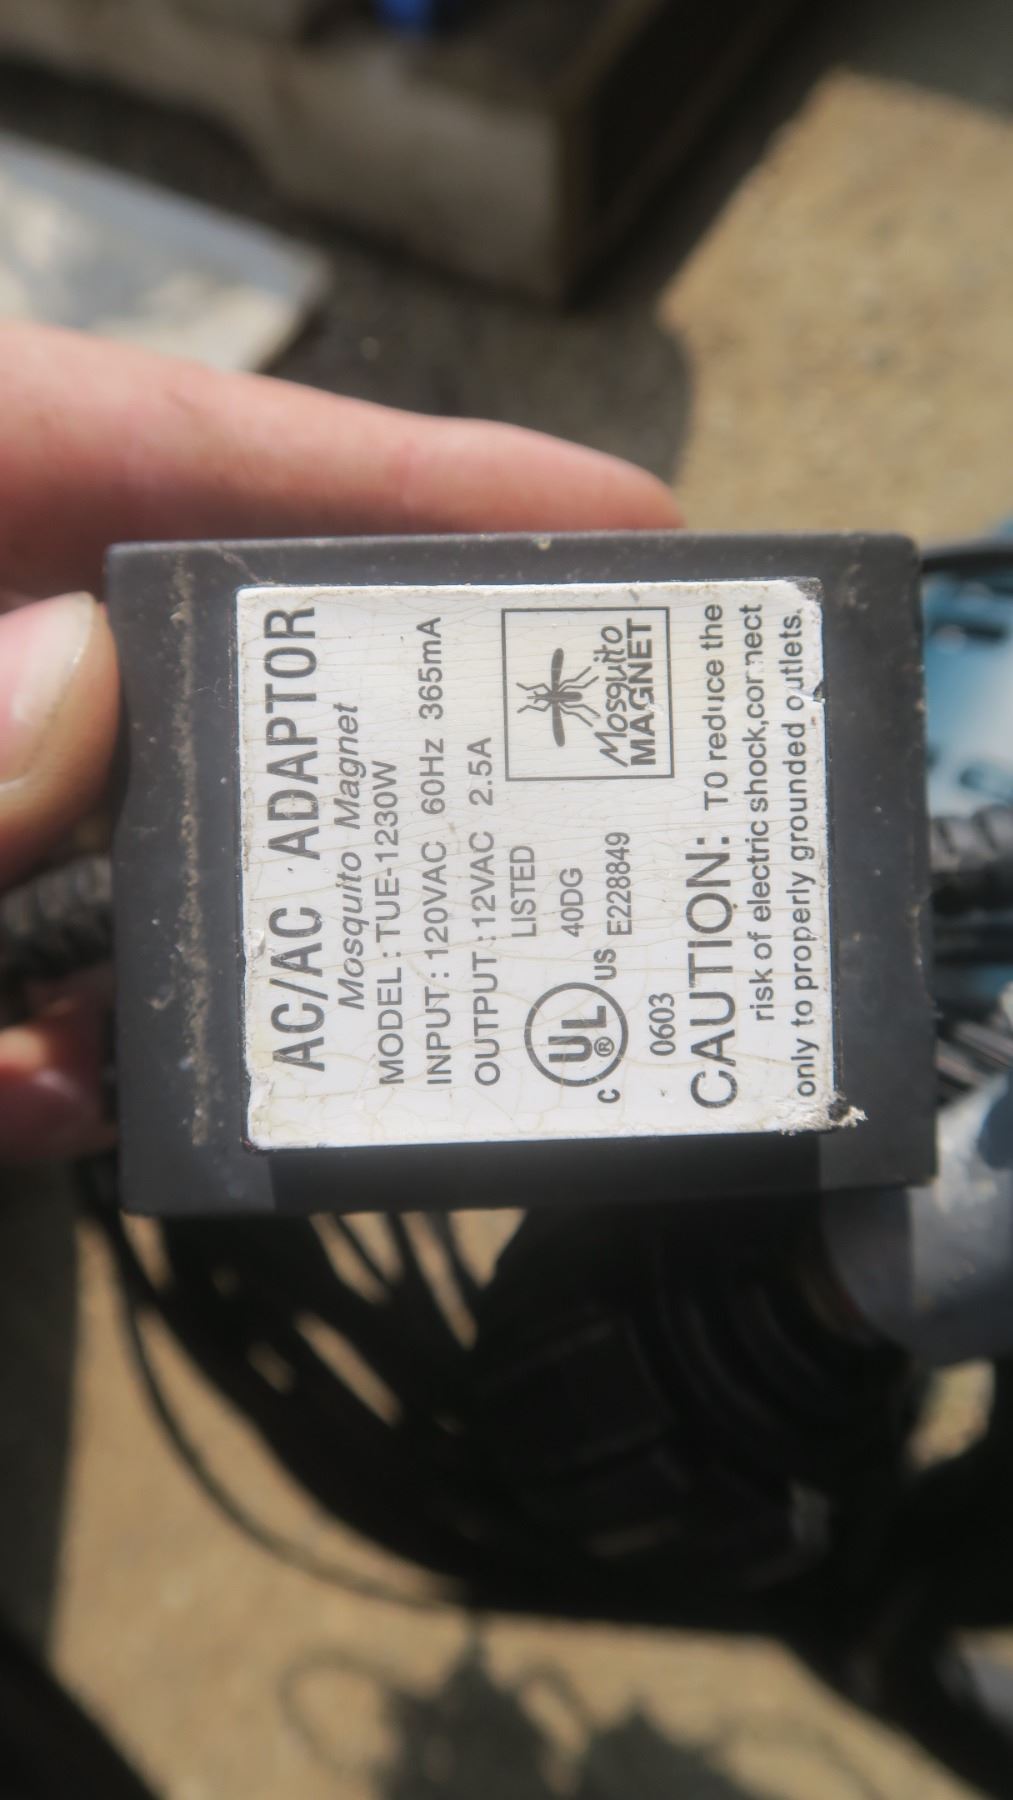 AC/AC ADAPTOR
Mosquito Magnet
MODEL : TUE-1230W
INPUT : 120VAC 60Hz 365mA
OUTPUT : 12VAC 2.5A
LISTED
40DG
E228849
C UL ® US
Mosquito
MAGNET
0603
CAUTION: TO reduce the
risk of electric shock,connect
only to properly grounded outlets.